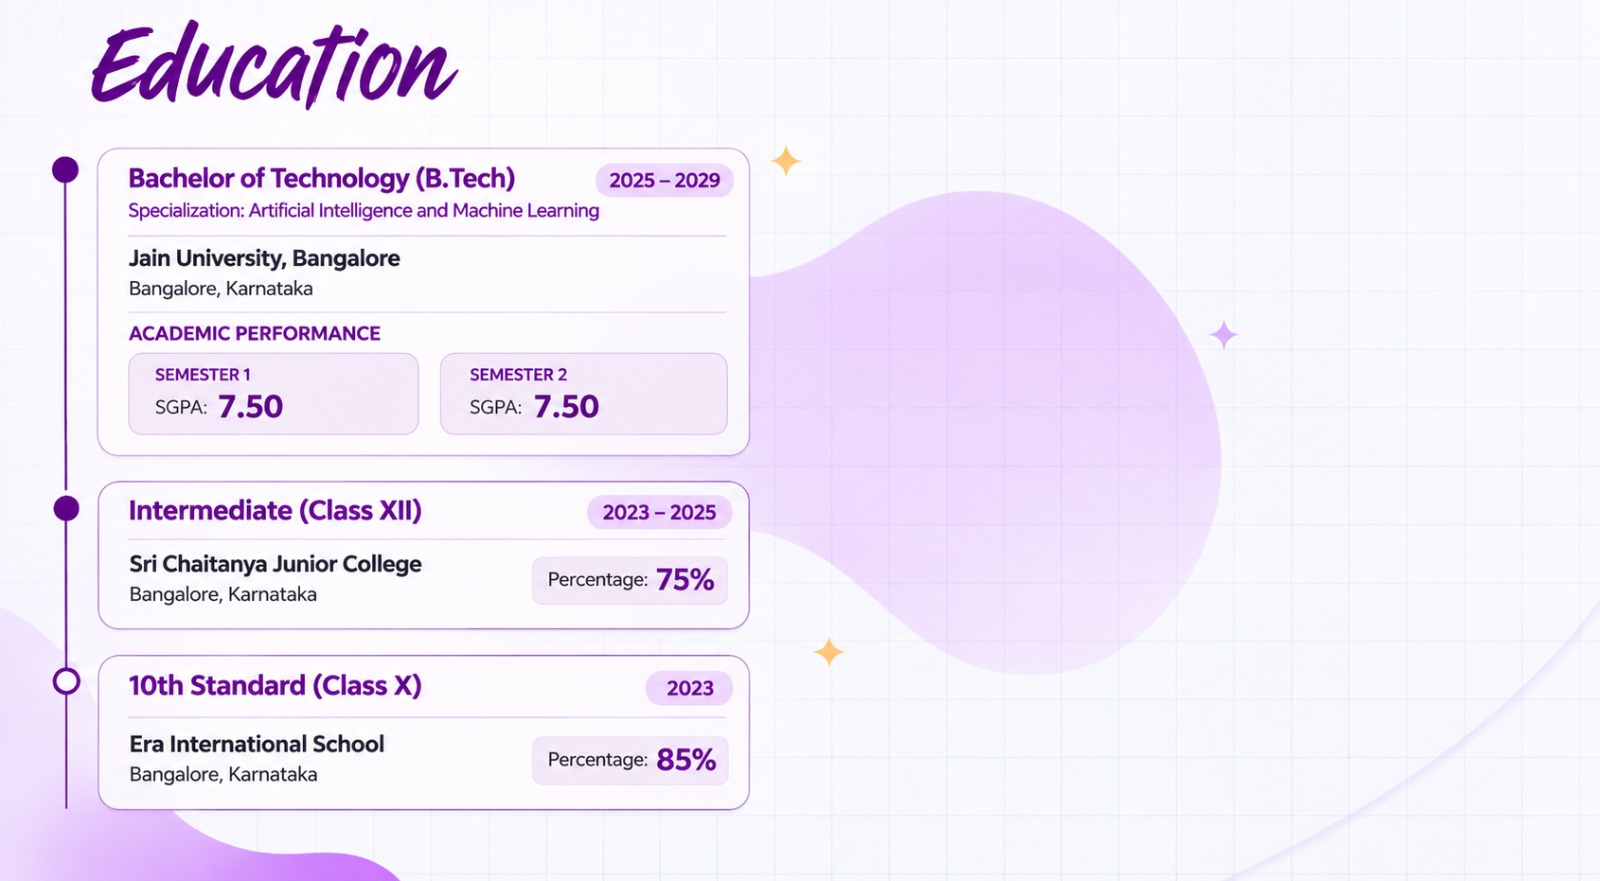 Education
Bachelor of Technology (B.Tech)
2025 – 2029
Specialization: Artificial Intelligence and Machine Learning
Jain University, Bangalore
Bangalore, Karnataka
ACADEMIC PERFORMANCE
SEMESTER 1
SGPA: 7.50
SEMESTER 2
SGPA: 7.50
Intermediate (Class XII)
2023 – 2025
Sri Chaitanya Junior College
Bangalore, Karnataka
Percentage: 75%
10th Standard (Class X)
2023
Era International School
Bangalore, Karnataka
Percentage: 85%